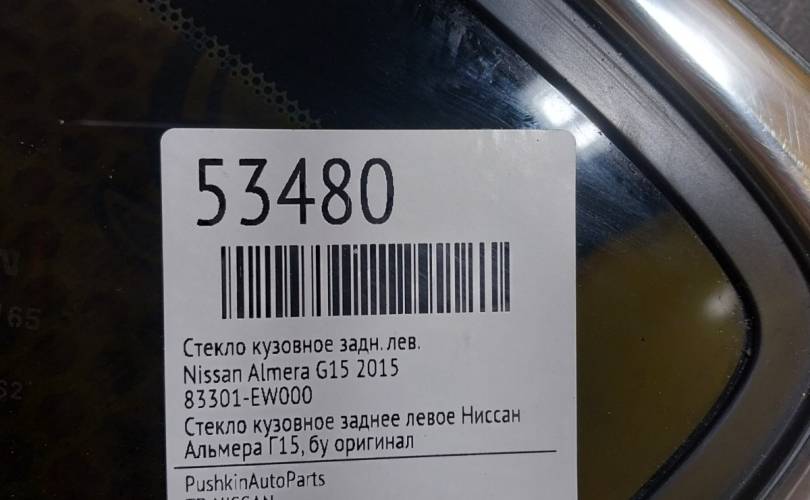 53480
Стекло кузовное задн. лев.
Nissan Almera G15 2015
83301-EW000
Стекло кузовное заднее левое Ниссан
Альмера Г15, бу оригинал
PushkinAutoParts